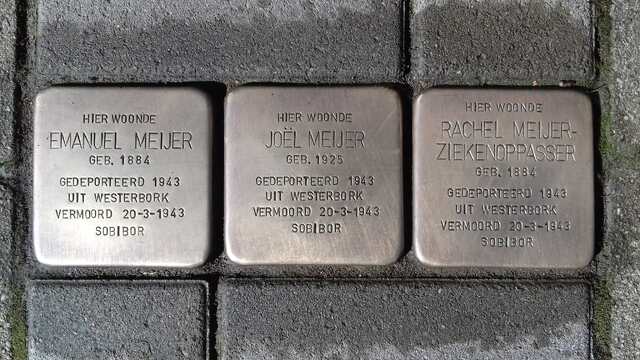 HIER WOONDE
EMANUEL MEIJER
GEB. 1884
GEDEPORTEERD 1943
UIT WESTERBORK
VERMOORD 20-3-1943
SOBIBOR
HIER WOONDE
JOËL MEIJER
GEB. 1925
GEDEPORTEERD 1943
UIT WESTERBORK
VERMOORD 20-3-1943
SOBIBOR
HIER WOONDE
RACHEL MEIJER-
ZIEKENOPPASSER
GEB. 1884
GEDEPORTEERD 1943
UIT WESTERBORK
VERMOORD 20-3-1943
SOBIBOR